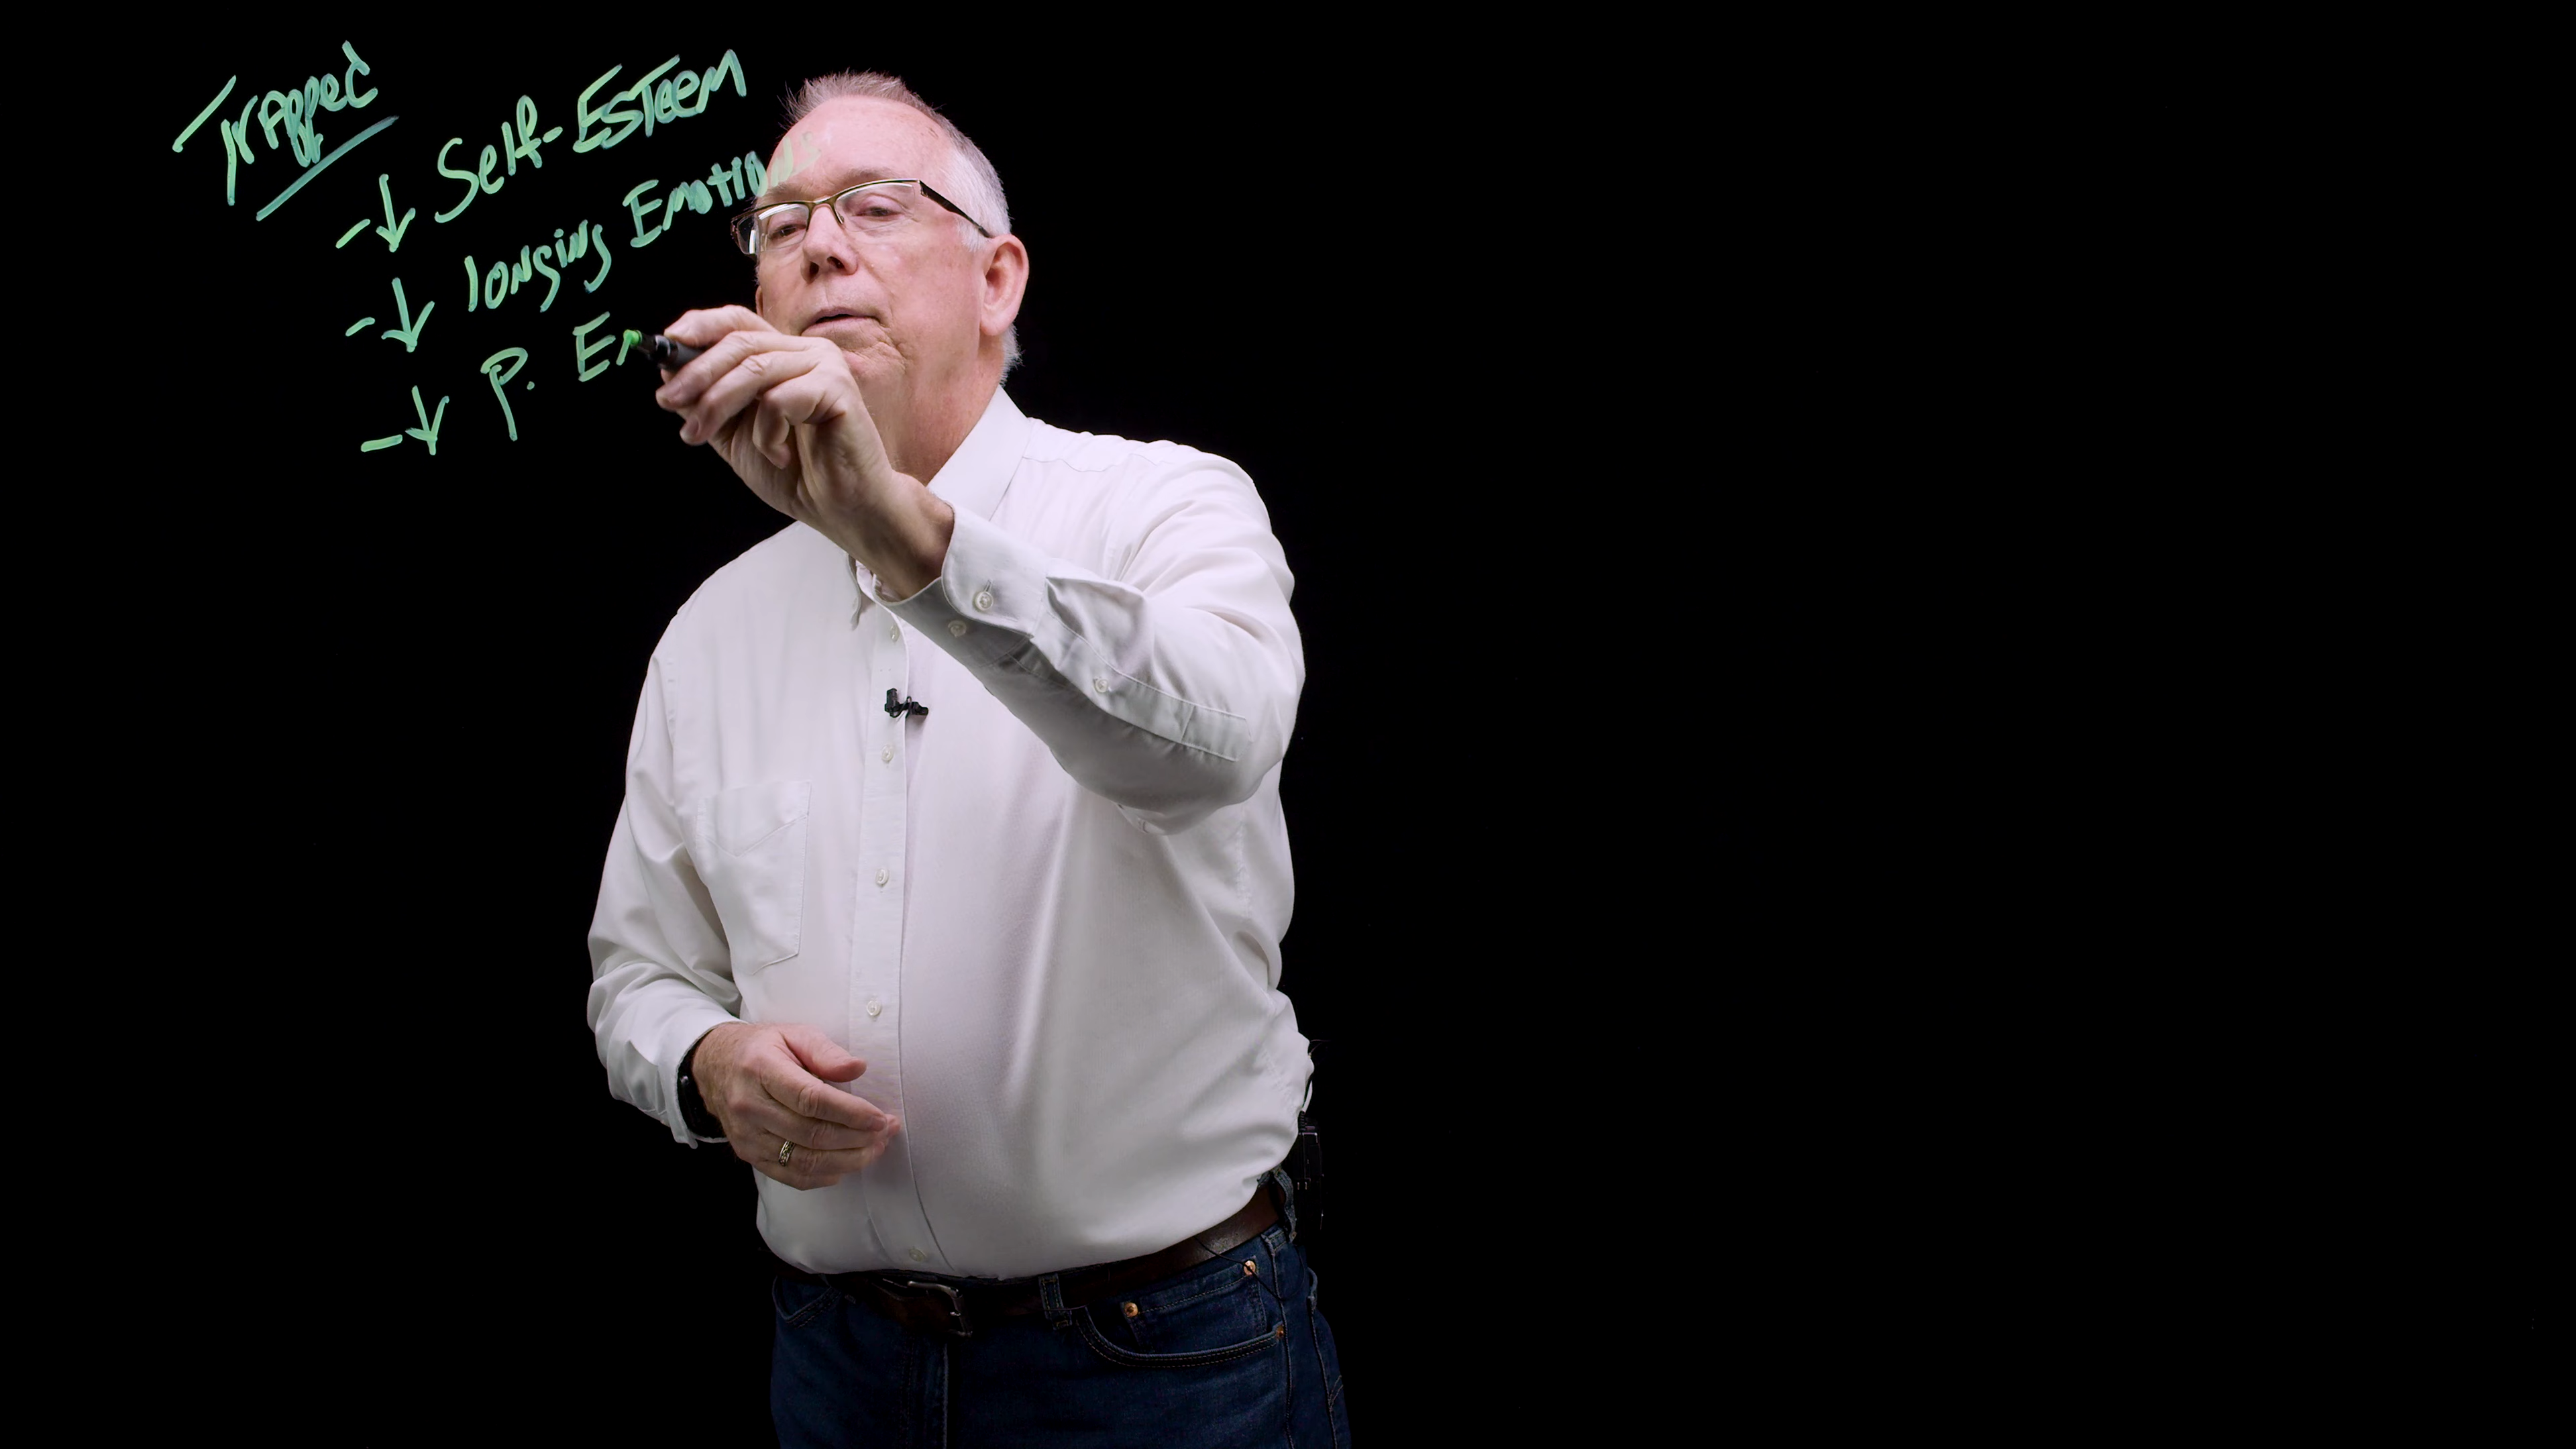 Trapped
-↓ Self-Esteem
-↓ longing Emotions
-↓ P. E